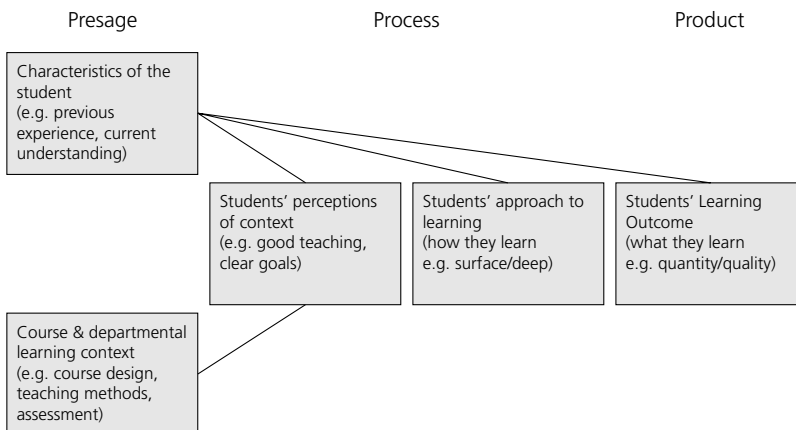 Presage
Process
Product
Characteristics of the
student
(e.g. previous
experience, current
understanding)
Students’ perceptions
of context
(e.g. good teaching,
clear goals)
Students’ approach to
learning
(how they learn
e.g. surface/deep)
Students’ Learning
Outcome
(what they learn
e.g. quantity/quality)
Course & departmental
learning context
(e.g. course design,
teaching methods,
assessment)